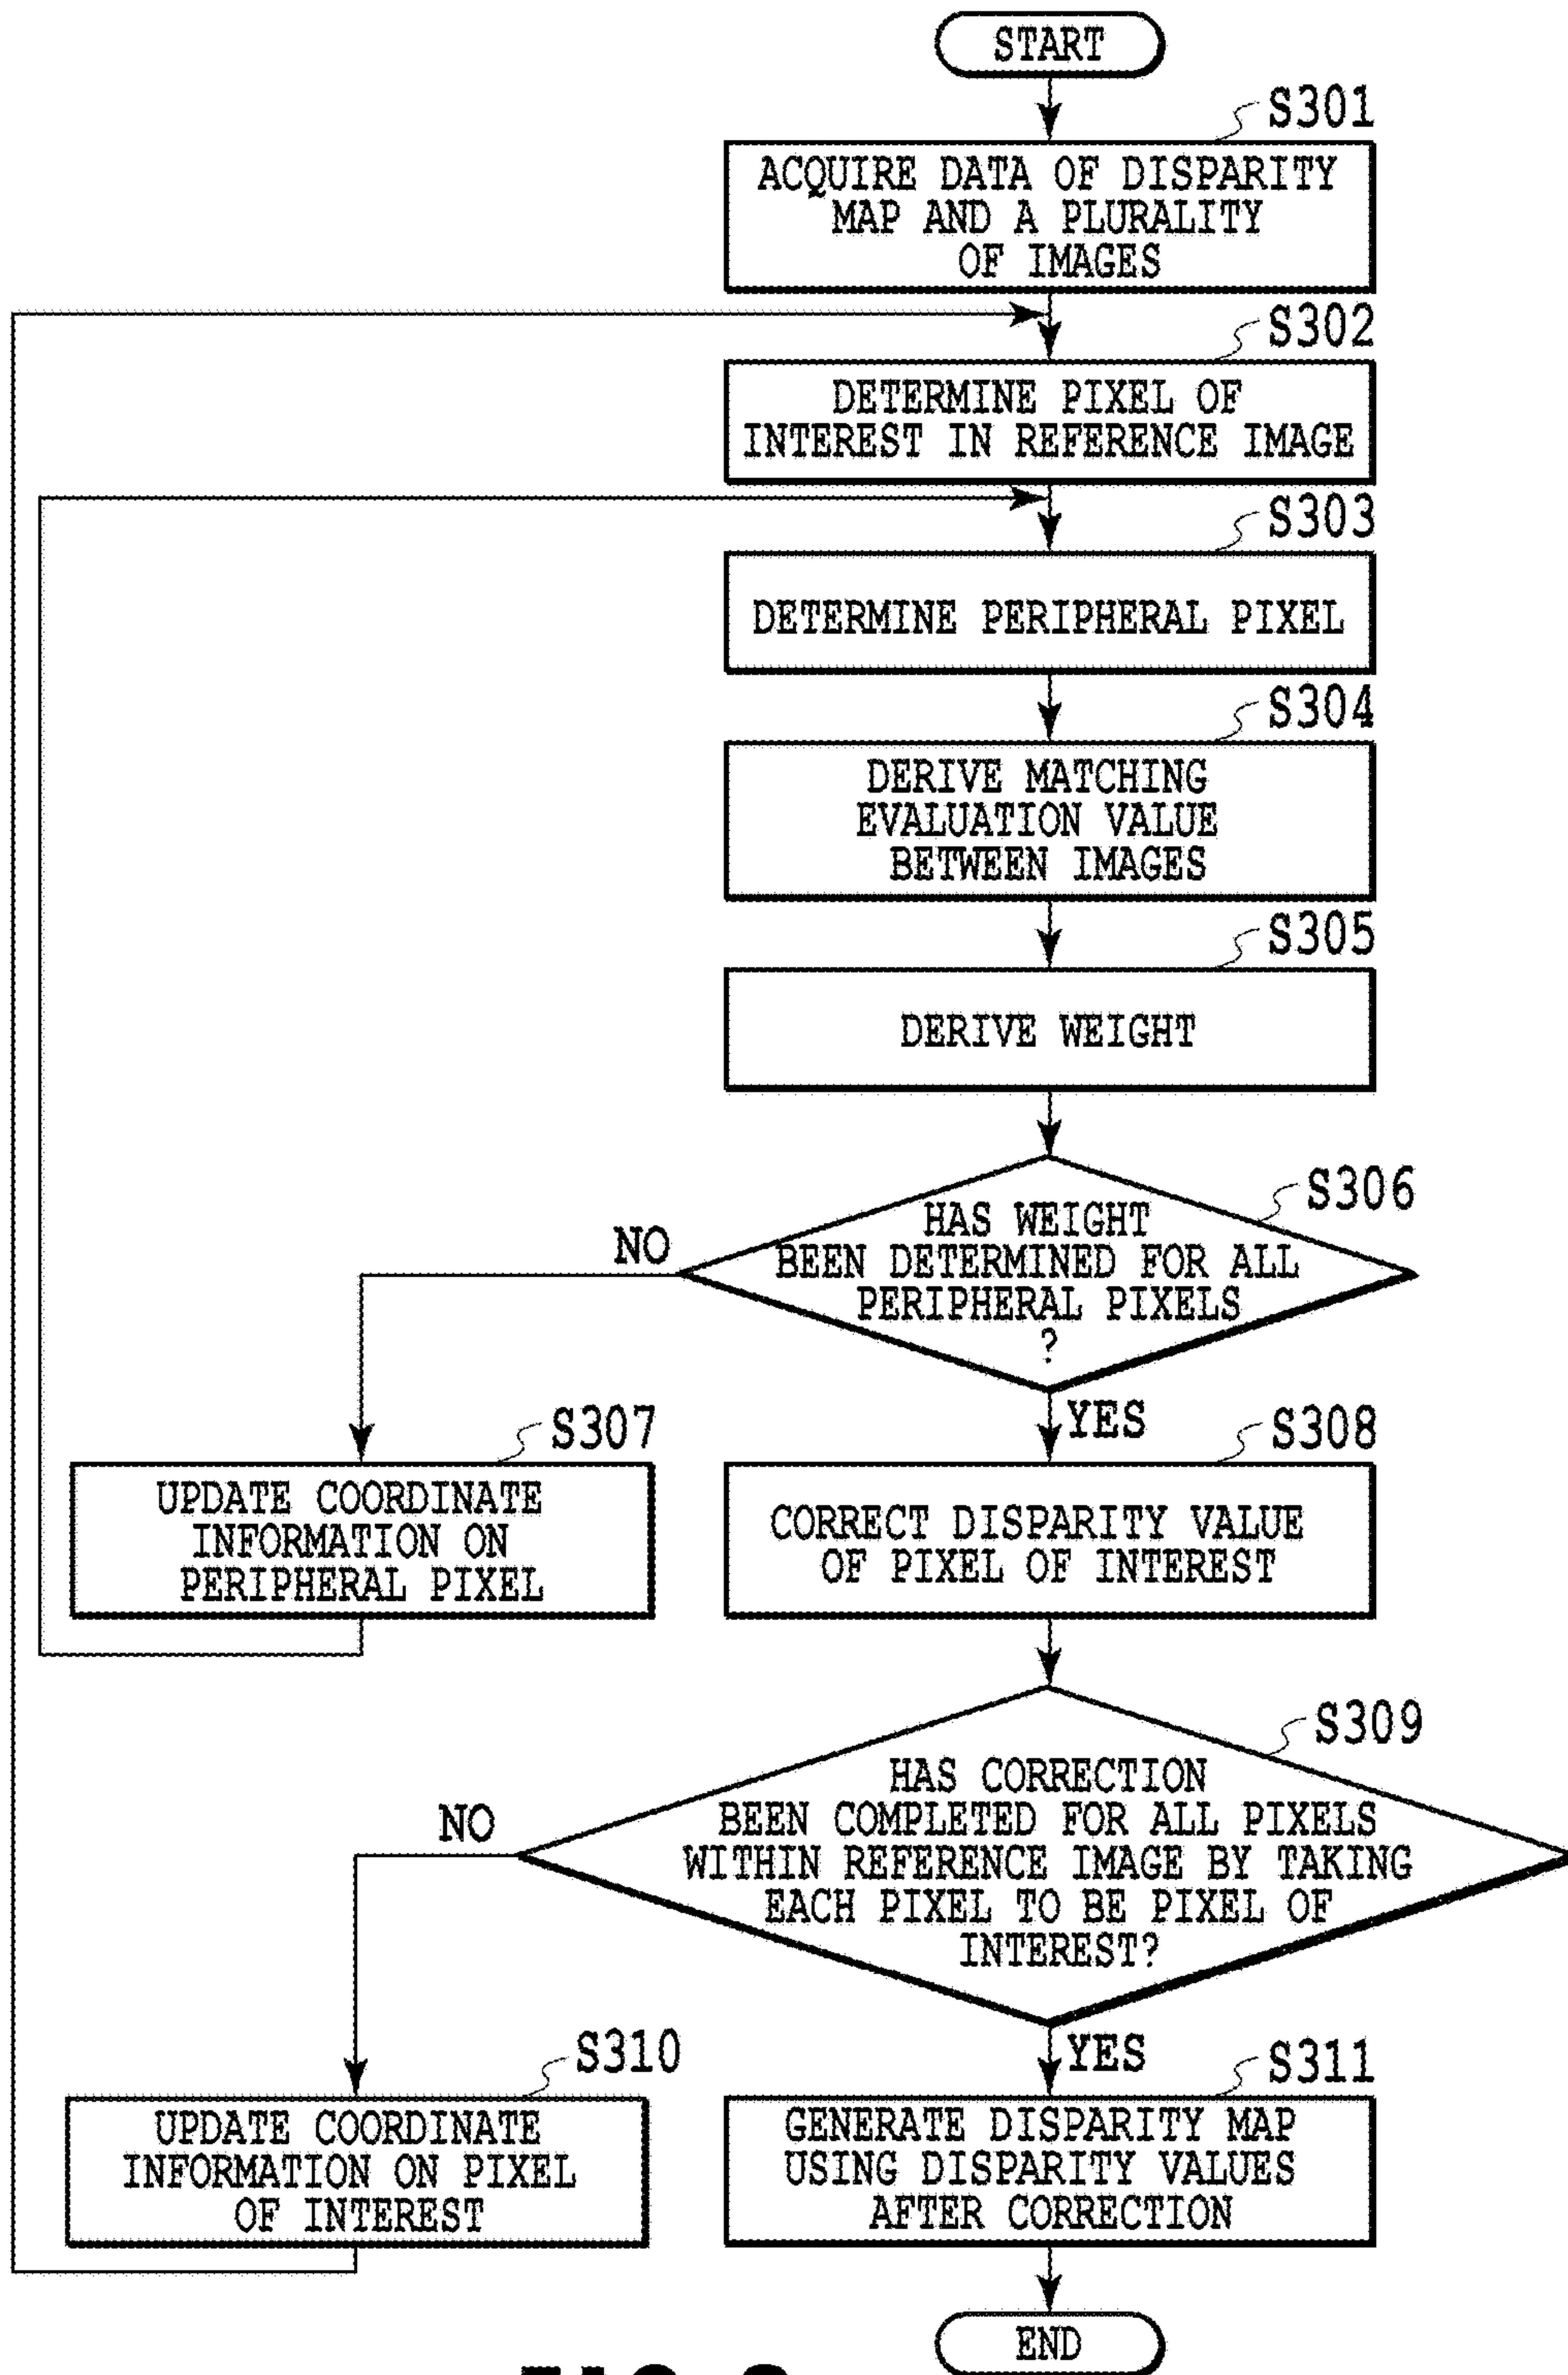 START
S301
ACQUIRE DATA OF DISPARITY
MAP AND A PLURALITY
OF IMAGES
S302
DETERMINE PIXEL OF
INTEREST IN REFERENCE IMAGE
S303
DETERMINE PERIPHERAL PIXEL
S304
DERIVE MATCHING
EVALUATION VALUE
BETWEEN IMAGES
S305
DERIVE WEIGHT
S306
HAS WEIGHT
BEEN DETERMINED FOR ALL
PERIPHERAL PIXELS
?
NO
YES
S307
UPDATE COORDINATE
INFORMATION ON
PERIPHERAL PIXEL
S308
CORRECT DISPARITY VALUE
OF PIXEL OF INTEREST
S309
HAS CORRECTION
BEEN COMPLETED FOR ALL PIXELS
WITHIN REFERENCE IMAGE BY TAKING
EACH PIXEL TO BE PIXEL OF
INTEREST?
NO
YES
S310
UPDATE COORDINATE
INFORMATION ON PIXEL
OF INTEREST
S311
GENERATE DISPARITY MAP
USING DISPARITY VALUES
AFTER CORRECTION
END